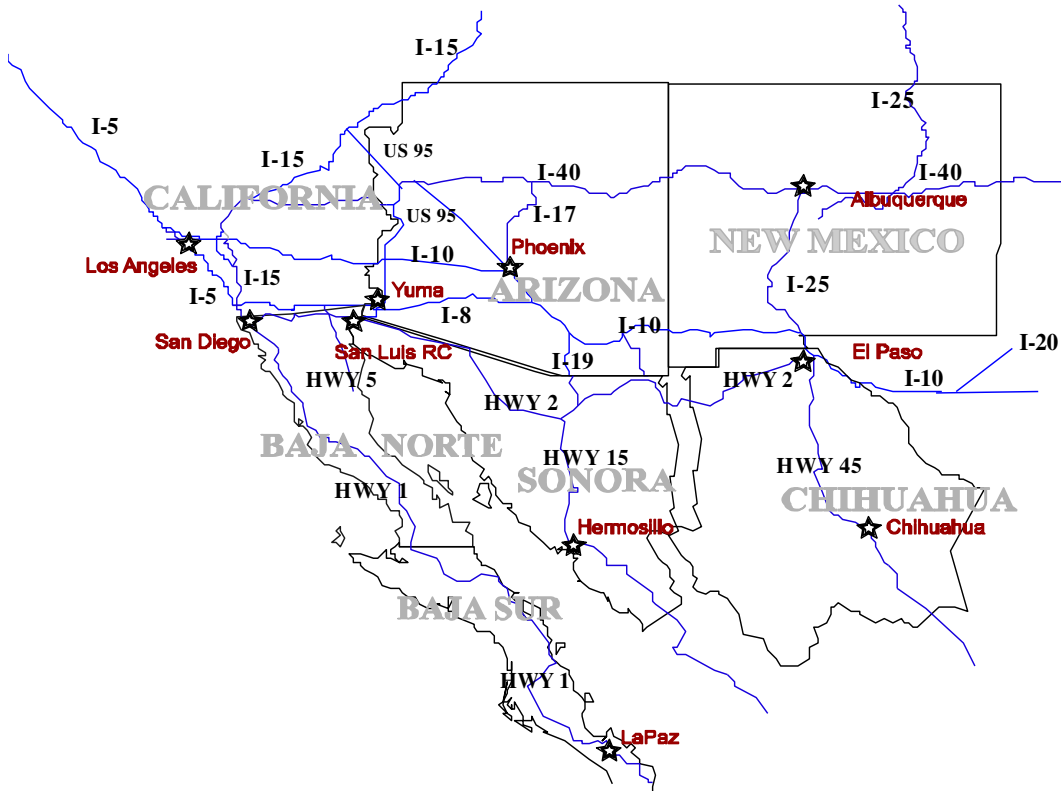 I-15
I-25
I-5
US 95
I-15
I-40
I-40
CALIFORNIA
Albuquerque
US 95
I-17
NEW MEXICO
Phoenix
I-10
Los Angeles
I-15
I-25
ARIZONA
Yuma
I-5
I-8
I-10
San Diego
San Luis RC
El Paso
I-20
I-19
HWY 5
HWY 2
I-10
HWY 2
BAJA NORTE
HWY 15
HWY 45
SONORA
HWY 1
CHIHUAHUA
Hermosillo
Chihuahua
BAJA SUR
HWY 1
LaPaz